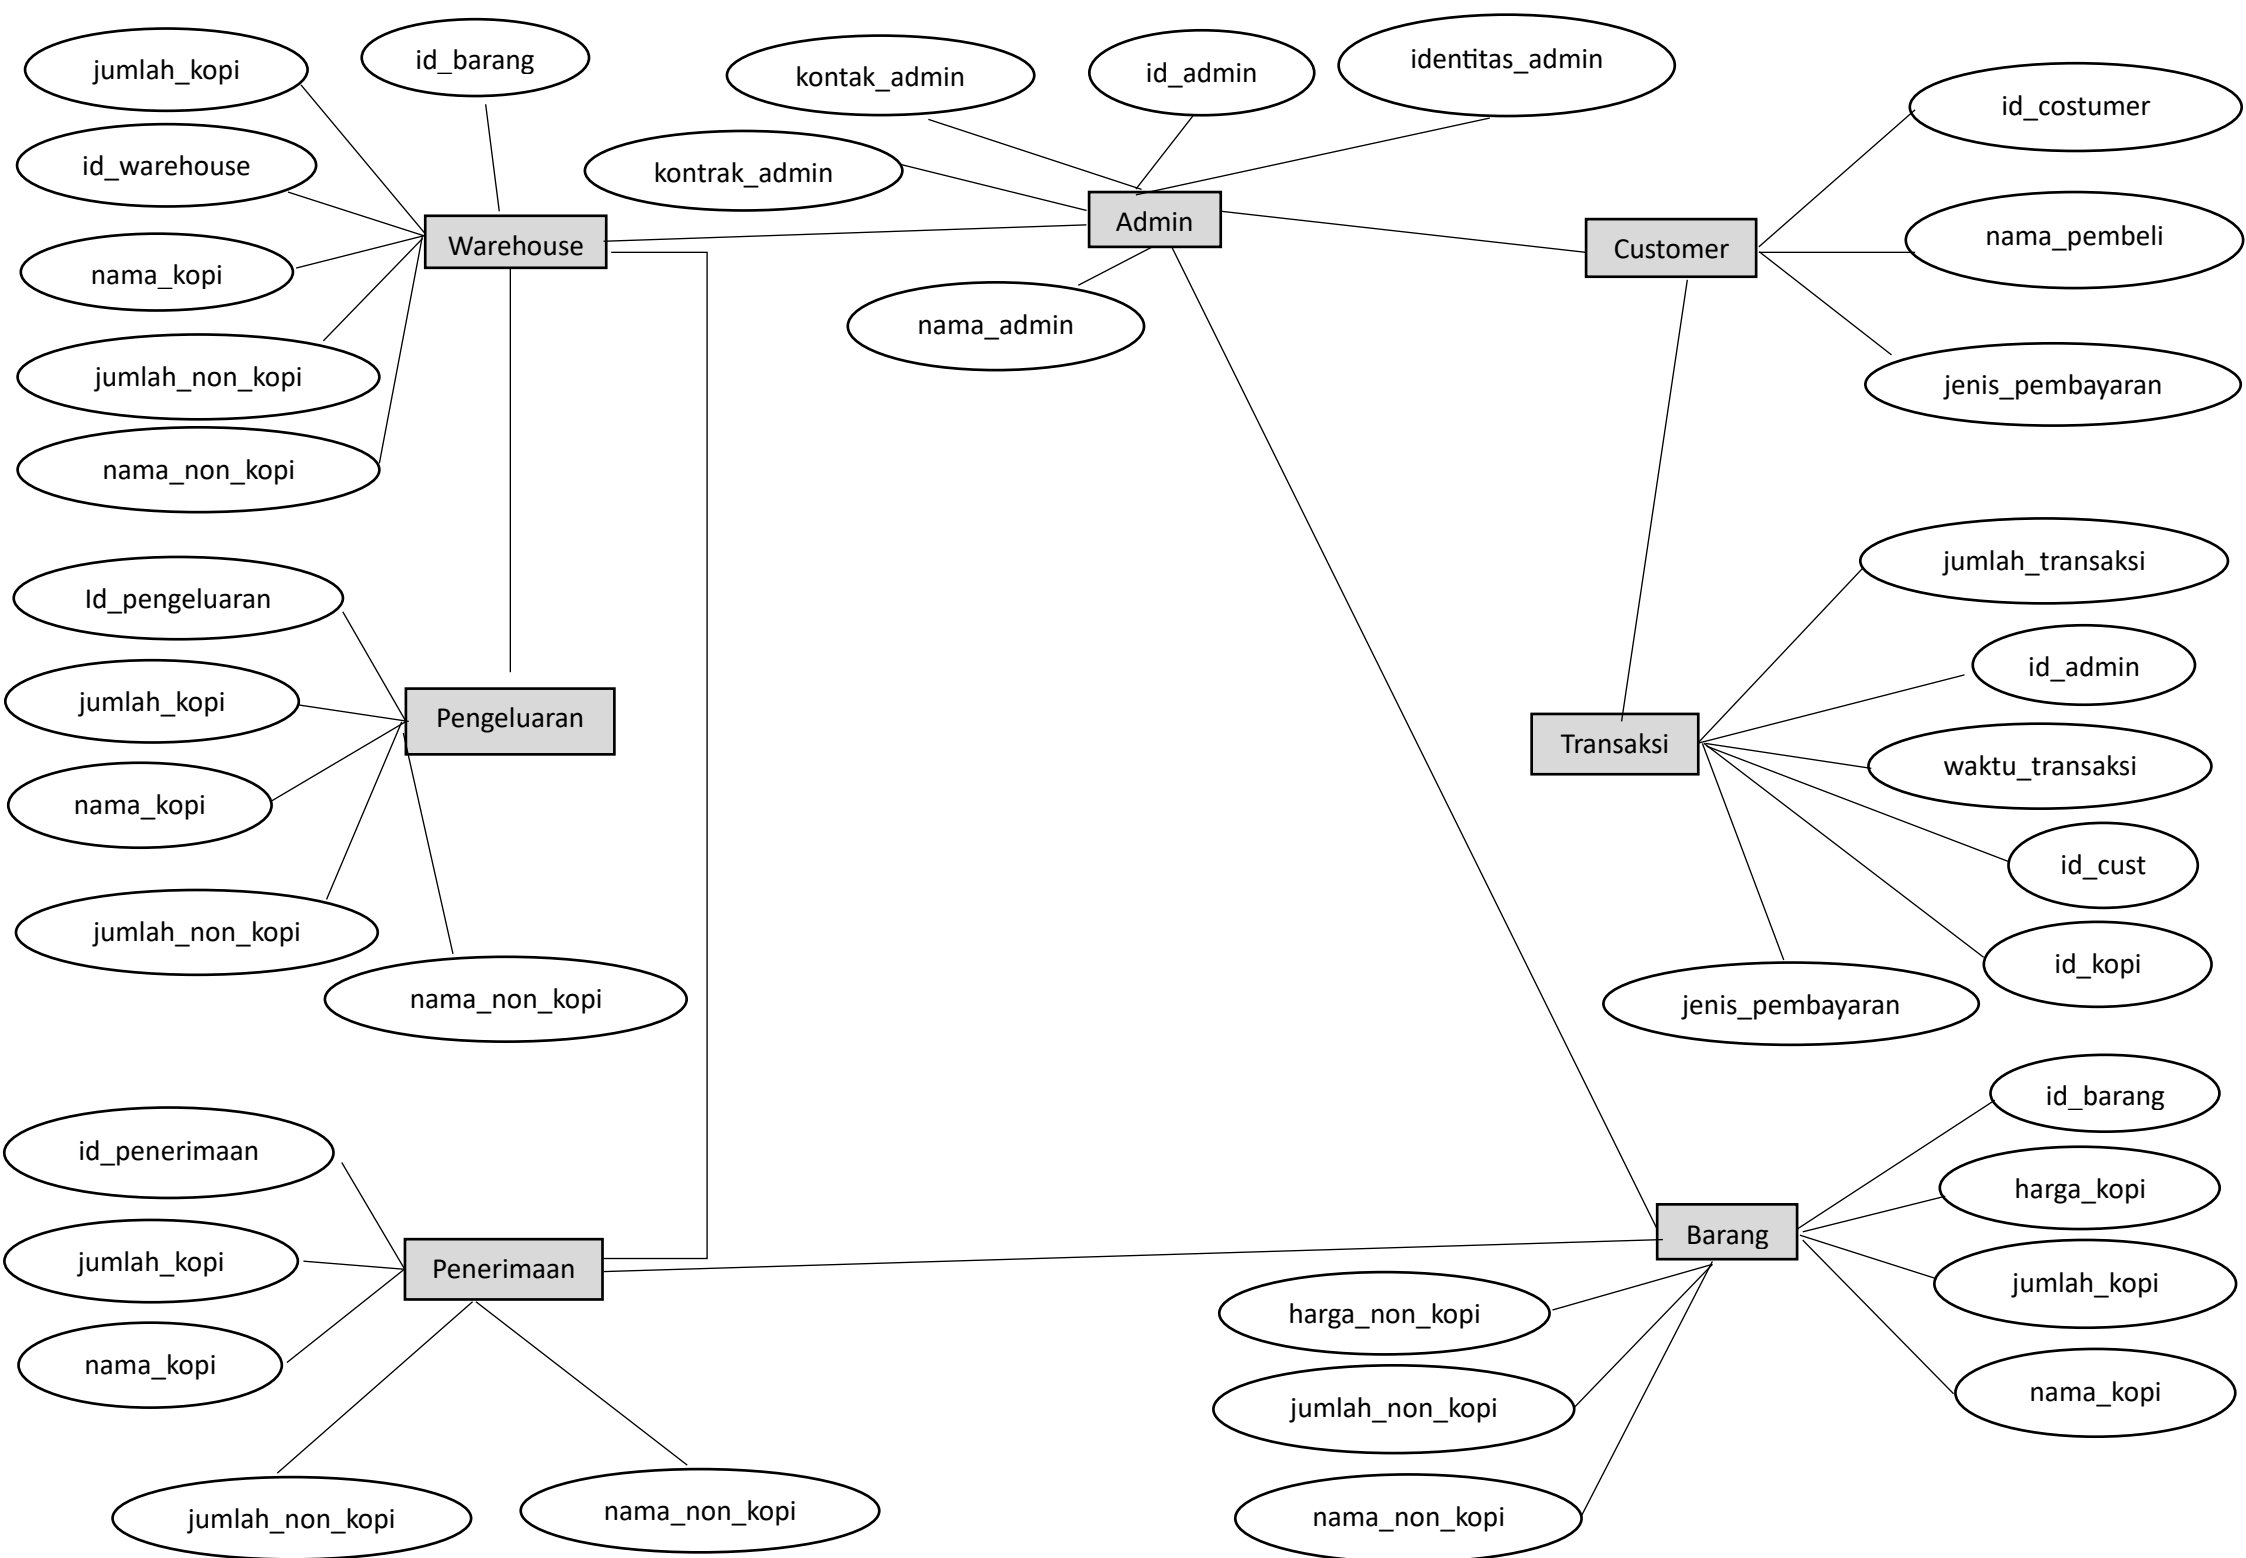 jumlah_kopi
id_barang
kontak_admin
id_admin
identitas_admin
id_costumer
id_warehouse
kontrak_admin
Warehouse
Admin
Customer
nama_pembeli
nama_kopi
nama_admin
jumlah_non_kopi
jenis_pembayaran
nama_non_kopi
Id_pengeluaran
jumlah_transaksi
jumlah_kopi
id_admin
Pengeluaran
Transaksi
waktu_transaksi
nama_kopi
id_cust
jumlah_non_kopi
id_kopi
nama_non_kopi
jenis_pembayaran
id_barang
id_penerimaan
harga_kopi
jumlah_kopi
Penerimaan
Barang
jumlah_kopi
harga_non_kopi
nama_kopi
nama_kopi
jumlah_non_kopi
jumlah_non_kopi
nama_non_kopi
nama_non_kopi